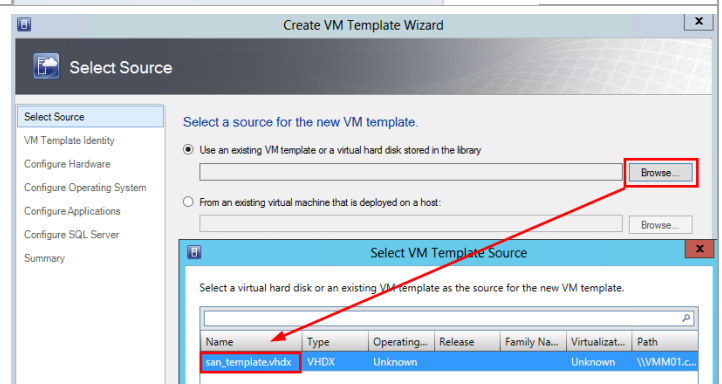 Create VM Template Wizard
x
Select Source
Select Source
VM Template Identity
Configure Hardware
Configure Operating System
Configure Applications
Configure SQL Server
Summary
Select a source for the new VM template.
Use an existing VM template or a virtual hard disk stored in the library
Browse...
From an existing virtual machine that is deployed on a host:
Browse...
Select VM Template Source
x
Select a virtual hard disk or an existing VM template as the source for the new VM template.
Name Type Operating... Release Family Na... Virtualizat... Path
san_template.vhdx VHDX Unknown Unknown \\VMM01.c...